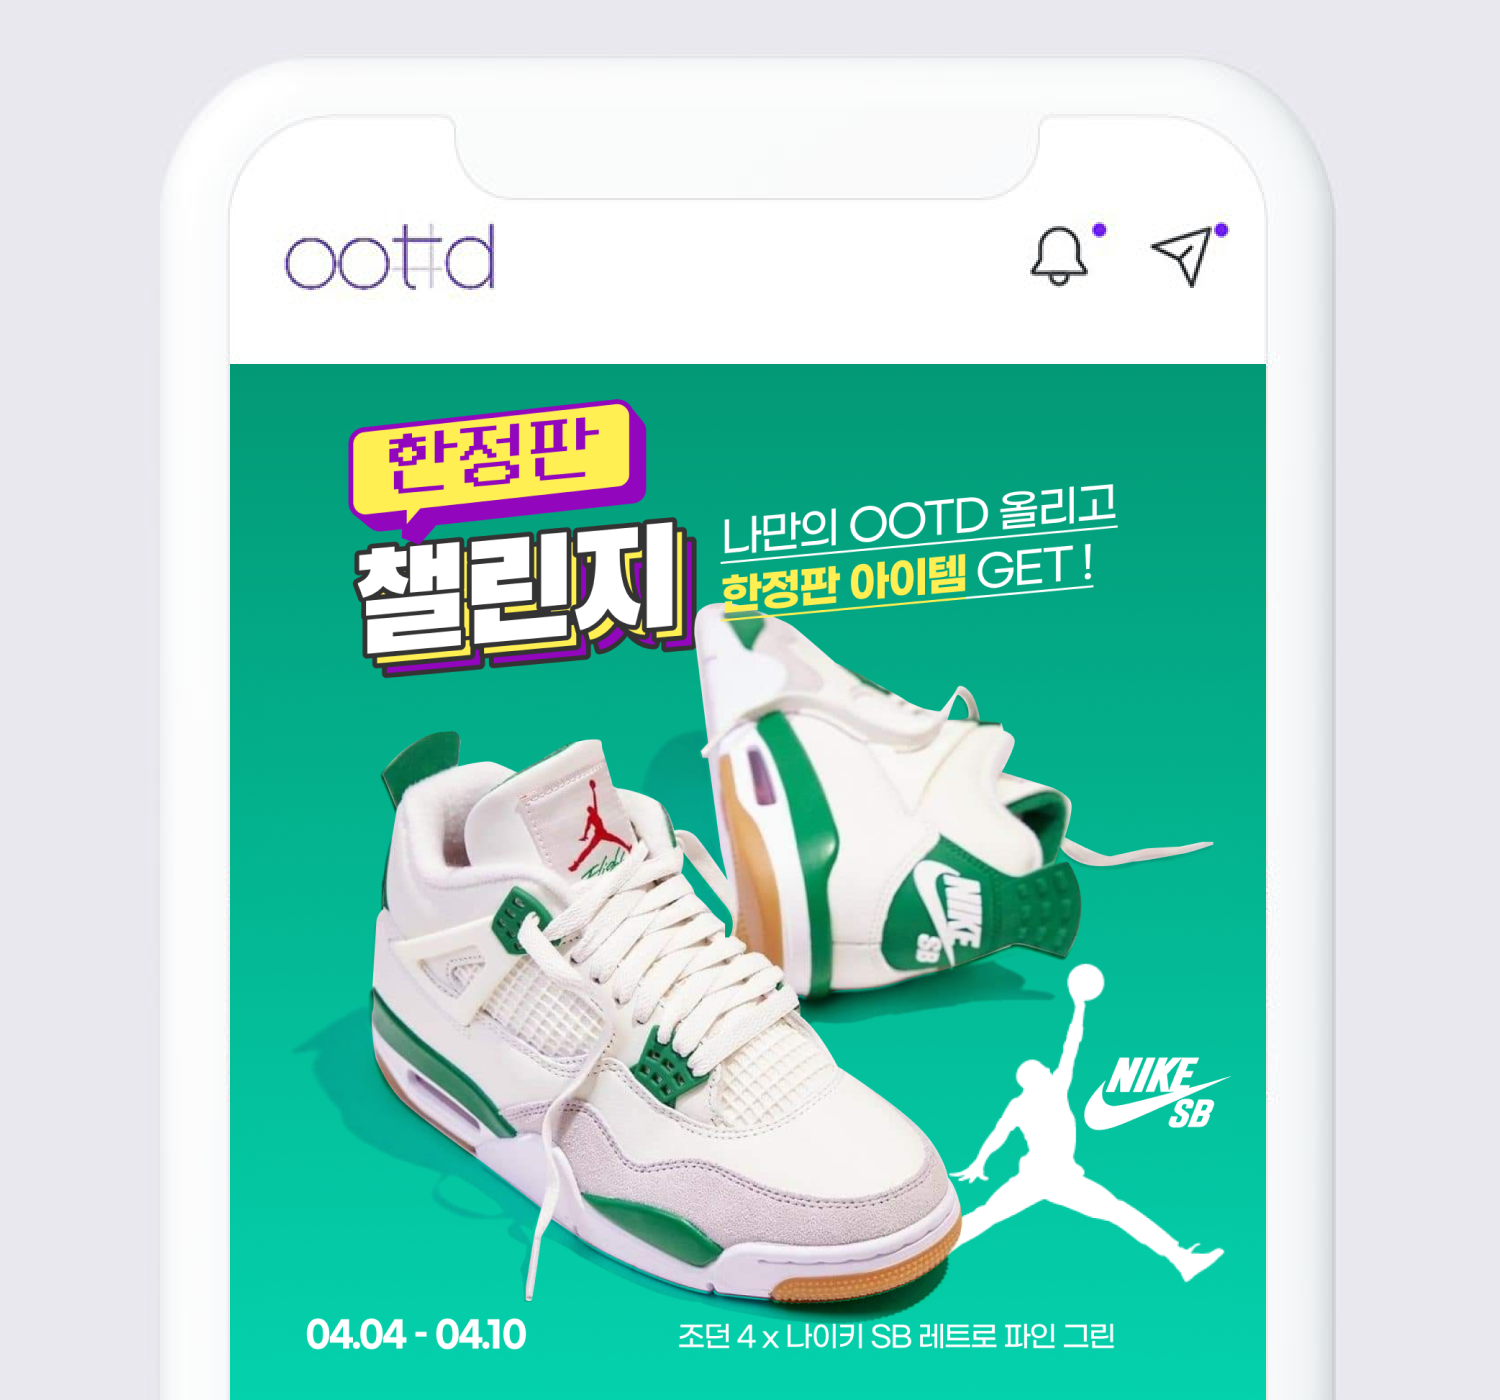 ootd
한정판
챌린지
나만의 OOTD 올리고
한정판 아이템 GET !
Flight
NIKE
SB
NIKE
SB
04.04 - 04.10
조던 4 x 나이키 SB 레트로 파인 그린